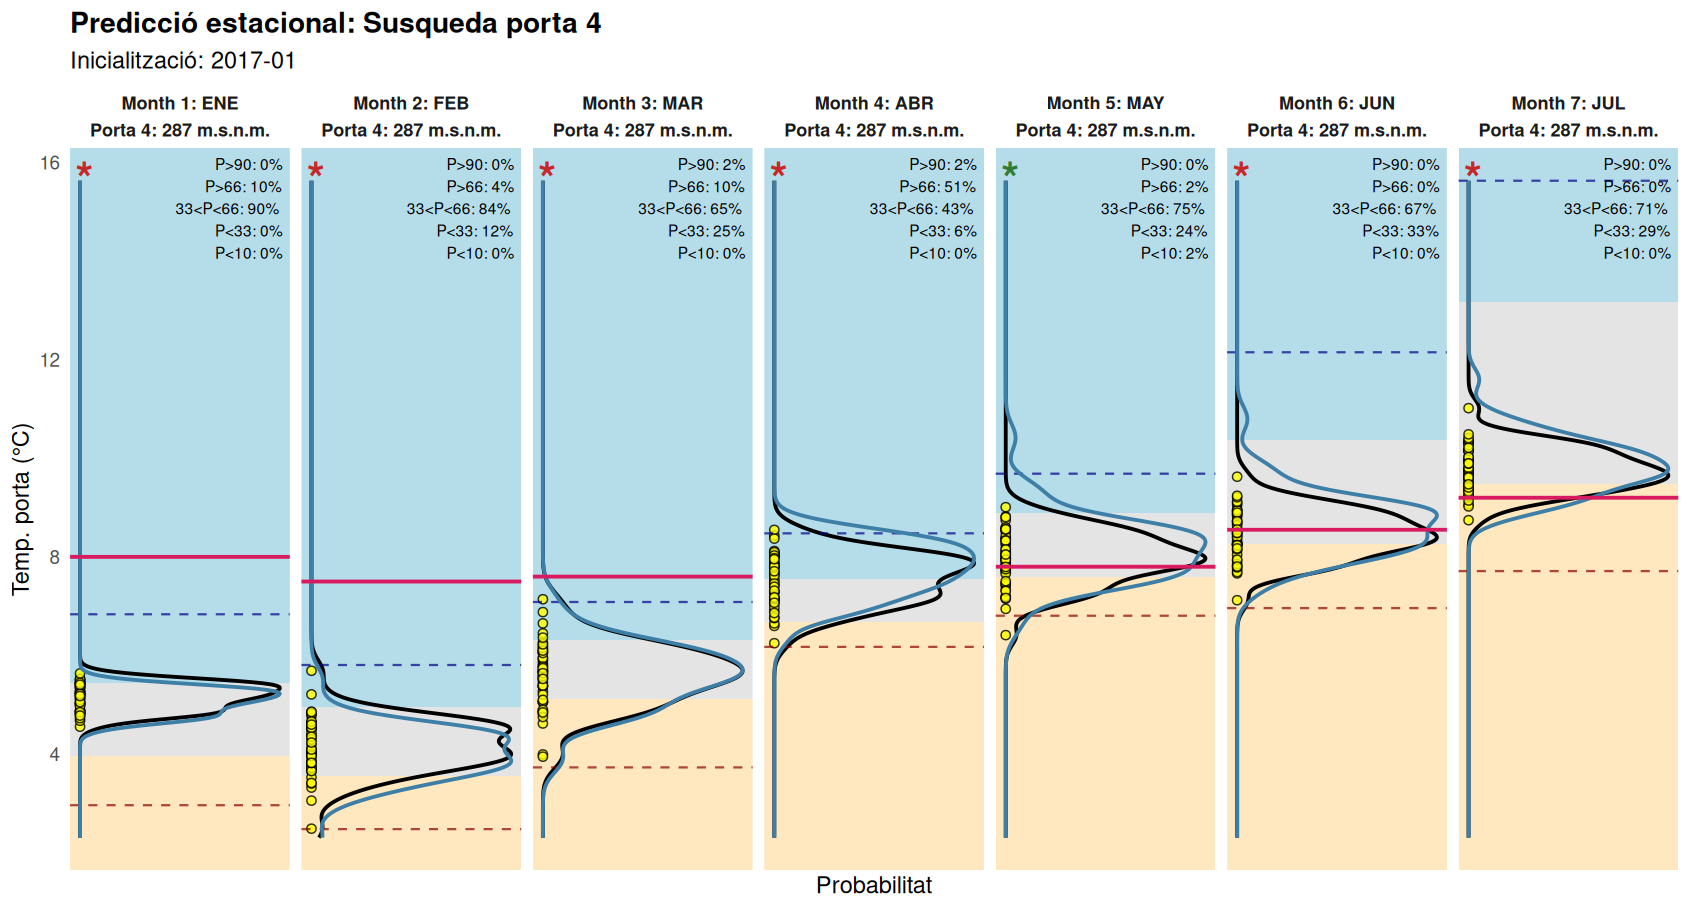 Predicció estacional: Susqueda porta 4
Inicialització: 2017-01
Month 1: ENE
Porta 4: 287 m.s.n.m.
Month 2: FEB
Porta 4: 287 m.s.n.m.
Month 3: MAR
Porta 4: 287 m.s.n.m.
Month 4: ABR
Porta 4: 287 m.s.n.m.
Month 5: MAY
Porta 4: 287 m.s.n.m.
Month 6: JUN
Porta 4: 287 m.s.n.m.
Month 7: JUL
Porta 4: 287 m.s.n.m.
Temp. porta (°C)
16
12
8
4
*
P>90: 0%
P>66: 10%
33<P<66: 90%
P<33: 0%
P<10: 0%
*
P>90: 0%
P>66: 4%
33<P<66: 84%
P<33: 12%
P<10: 0%
*
P>90: 2%
P>66: 10%
33<P<66: 65%
P<33: 25%
P<10: 0%
*
P>90: 2%
P>66: 51%
33<P<66: 43%
P<33: 6%
P<10: 0%
*
P>90: 0%
P>66: 2%
33<P<66: 75%
P<33: 24%
P<10: 2%
*
P>90: 0%
P>66: 0%
33<P<66: 67%
P<33: 33%
P<10: 0%
*
P>90: 0%
P>66: 0%
33<P<66: 71%
P<33: 29%
P<10: 0%
Probabilitat